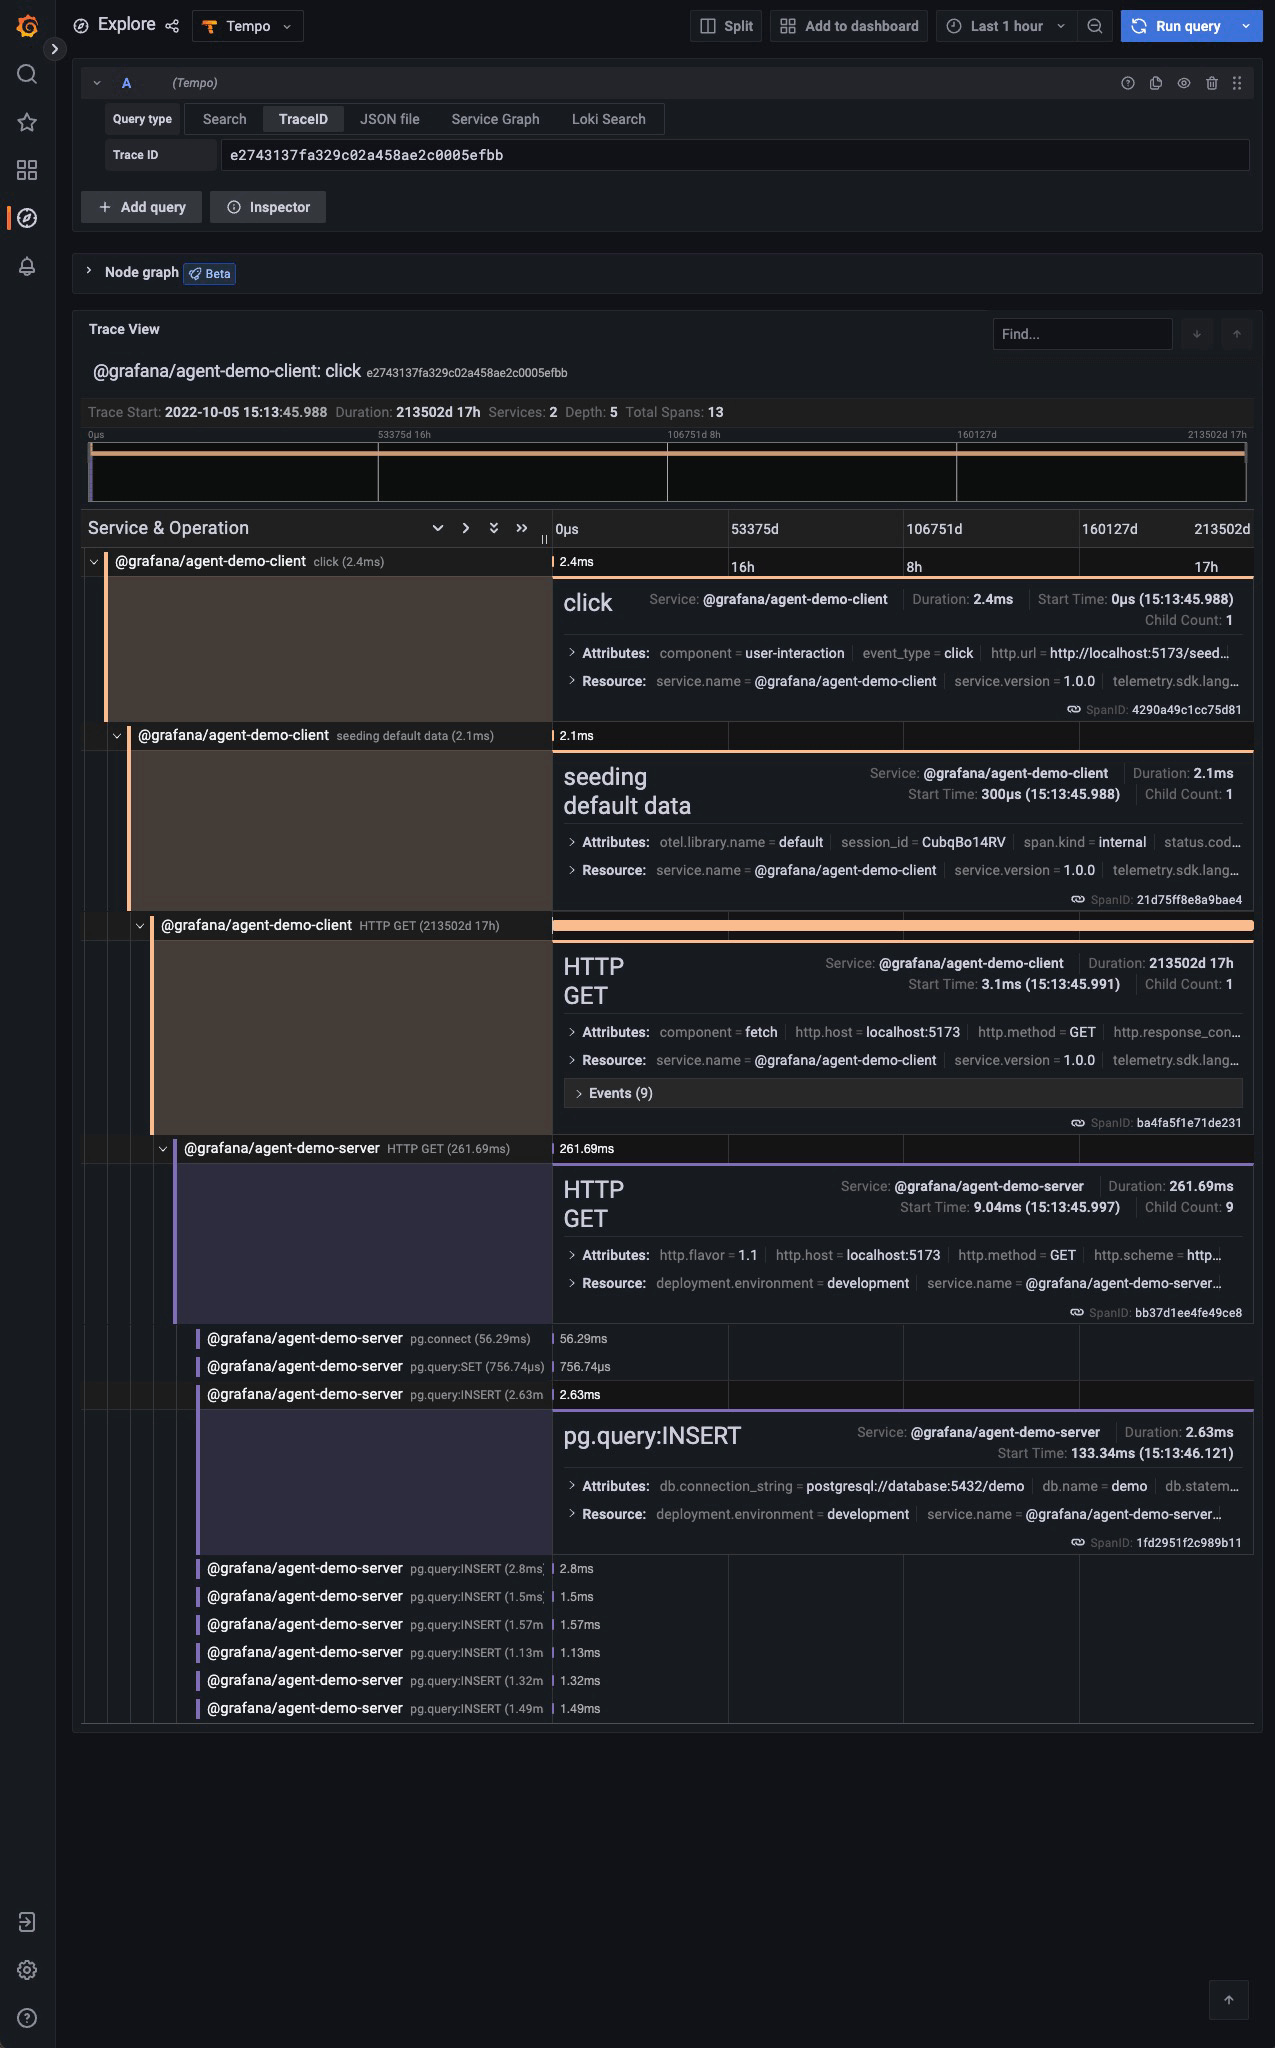 Explore Tempo Split Add to dashboard Last 1 hour Run query
A (Tempo)
Query type Search TraceID JSON file Service Graph Loki Search
Trace ID e2743137fa329c02a458ae2c0005efbb
+ Add query Inspector
Node graph Beta
Trace View Find...
@grafana/agent-demo-client: click e2743137fa329c02a458ae2c0005efbb
Trace Start: 2022-10-05 15:13:45.988 Duration: 213502d 17h Services: 2 Depth: 5 Total Spans: 13
0μs 53375d 16h 106751d 8h 160127d 213502d 17h
Service & Operation 0μs 53375d 16h 106751d 8h 160127d 213502d 17h
@grafana/agent-demo-client click (2.4ms) 2.4ms
click Service: @grafana/agent-demo-client Duration: 2.4ms Start Time: 0μs (15:13:45.988)
Child Count: 1
Attributes: component = user-interaction event_type = click http.url = http://localhost:5173/seed...
Resource: service.name = @grafana/agent-demo-client service.version = 1.0.0 telemetry.sdk.lang...
SpanID: 4290a49c1cc75d81
@grafana/agent-demo-client seeding default data (2.1ms) 2.1ms
seeding default data Service: @grafana/agent-demo-client Duration: 2.1ms
Start Time: 300μs (15:13:45.988) Child Count: 1
Attributes: otel.library.name = default session_id = CubqBo14RV span.kind = internal status.cod...
Resource: service.name = @grafana/agent-demo-client service.version = 1.0.0 telemetry.sdk.lang...
SpanID: 21d75ff8e8a9bae4
@grafana/agent-demo-client HTTP GET (213502d 17h)
HTTP GET Service: @grafana/agent-demo-client Duration: 213502d 17h
Start Time: 3.1ms (15:13:45.991) Child Count: 1
Attributes: component = fetch http.host = localhost:5173 http.method = GET http.response_con...
Resource: service.name = @grafana/agent-demo-client service.version = 1.0.0 telemetry.sdk.lang...
Events (9)
SpanID: ba4fa5f1e71de231
@grafana/agent-demo-server HTTP GET (261.69ms) 261.69ms
HTTP GET Service: @grafana/agent-demo-server Duration: 261.69ms
Start Time: 9.04ms (15:13:45.997) Child Count: 9
Attributes: http.flavor = 1.1 http.host = localhost:5173 http.method = GET http.scheme = http...
Resource: deployment.environment = development service.name = @grafana/agent-demo-server...
SpanID: bb37d1ee4fe49ce8
@grafana/agent-demo-server pg.connect (56.29ms) 56.29ms
@grafana/agent-demo-server pg.query:SET (756.74μs) 756.74μs
@grafana/agent-demo-server pg.query:INSERT (2.63m 2.63ms
pg.query:INSERT Service: @grafana/agent-demo-server Duration: 2.63ms
Start Time: 133.34ms (15:13:46.121)
Attributes: db.connection_string = postgresql://database:5432/demo db.name = demo db.statem...
Resource: deployment.environment = development service.name = @grafana/agent-demo-server...
SpanID: 1fd2951f2c989b11
@grafana/agent-demo-server pg.query:INSERT (2.8ms) 2.8ms
@grafana/agent-demo-server pg.query:INSERT (1.5ms) 1.5ms
@grafana/agent-demo-server pg.query:INSERT (1.57m 1.57ms
@grafana/agent-demo-server pg.query:INSERT (1.13m 1.13ms
@grafana/agent-demo-server pg.query:INSERT (1.32m 1.32ms
@grafana/agent-demo-server pg.query:INSERT (1.49m 1.49ms